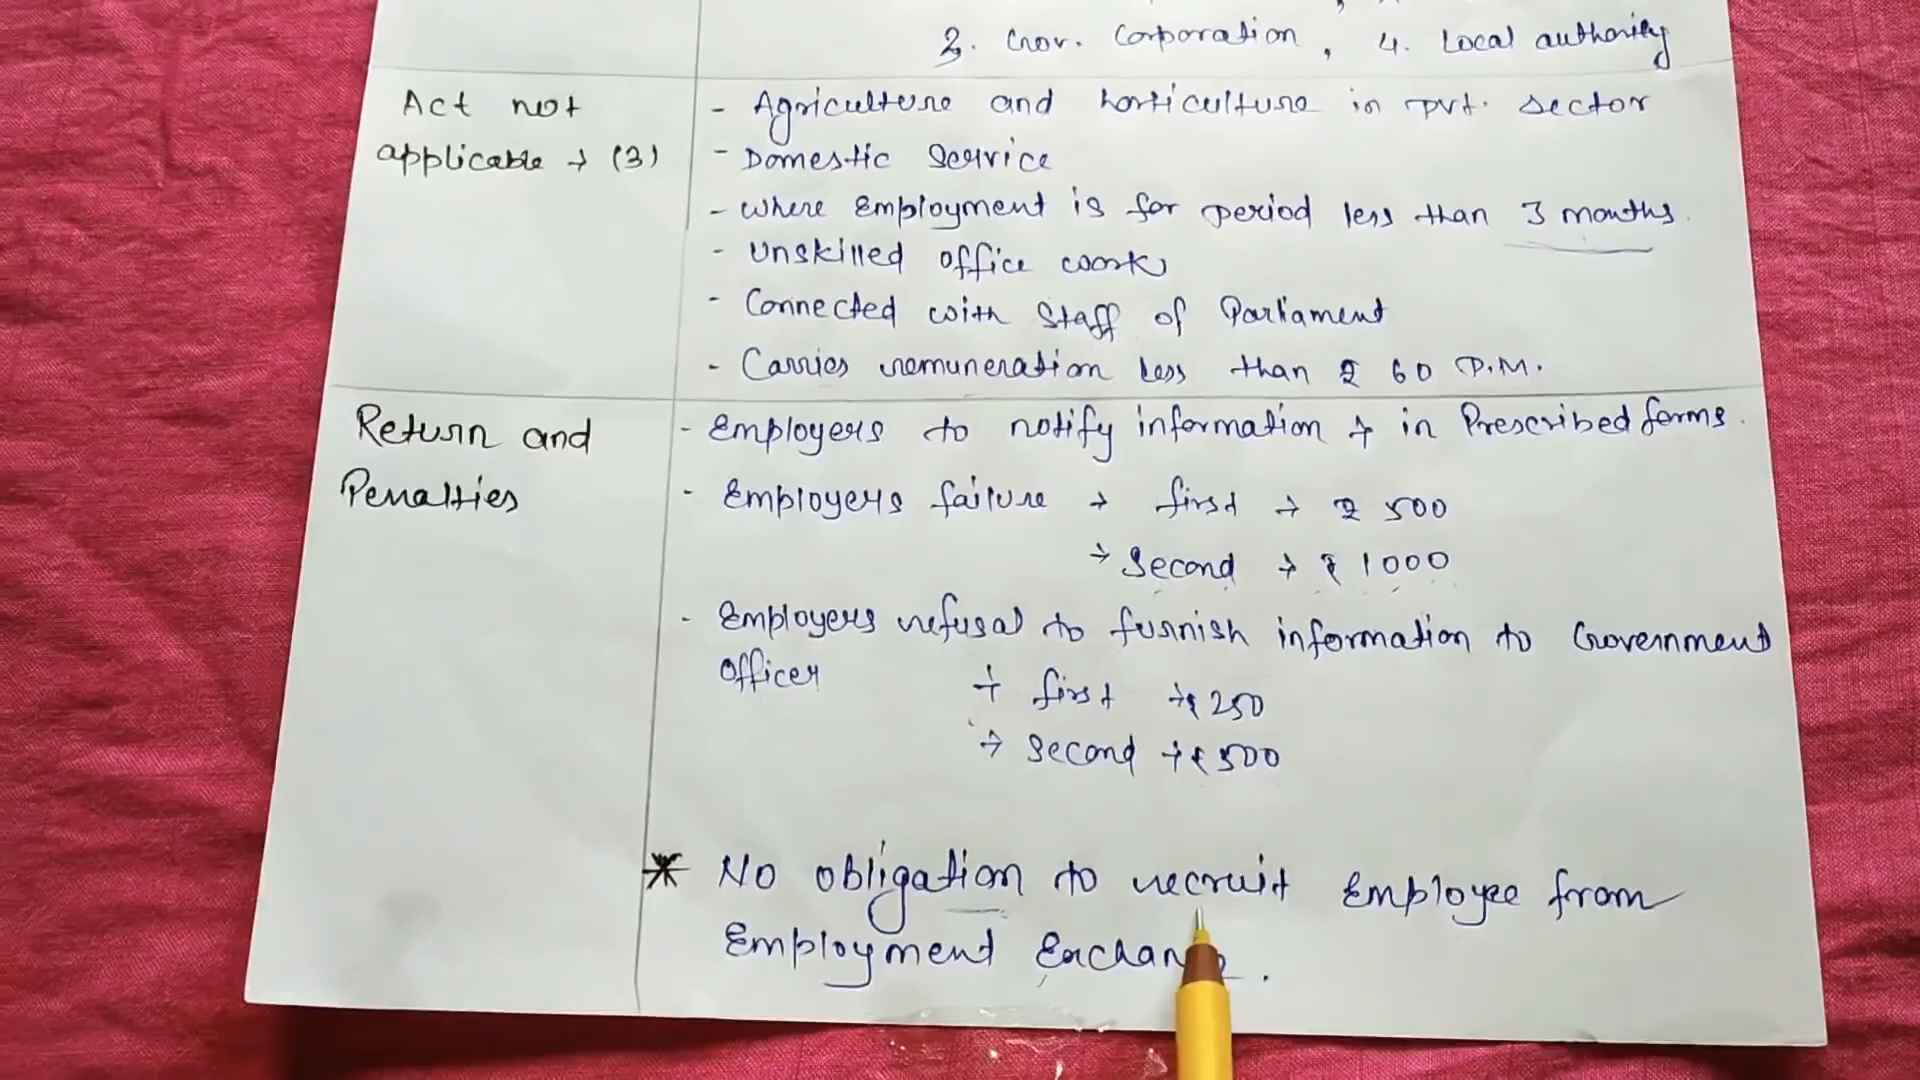 3. Gov. Corporation, 4. Local authority
Act not
applicable → (3)
- Agriculture and horticulture in pvt. sector
- Domestic Service
- Where Employment is for period less than 3 months.
- Unskilled office work
- Connected with Staff of Parliament
- Carries remuneration Less than ₹ 60 P.M.
Return and
Penalties
- Employers to notify information → in Prescribed forms.
- Employers failure → first → ₹ 500
→ Second → ₹ 1000
- Employers refusal to furnish information to Government
Officer → first → ₹ 250
→ Second → ₹ 500
* No obligation to recruit Employee from
Employment